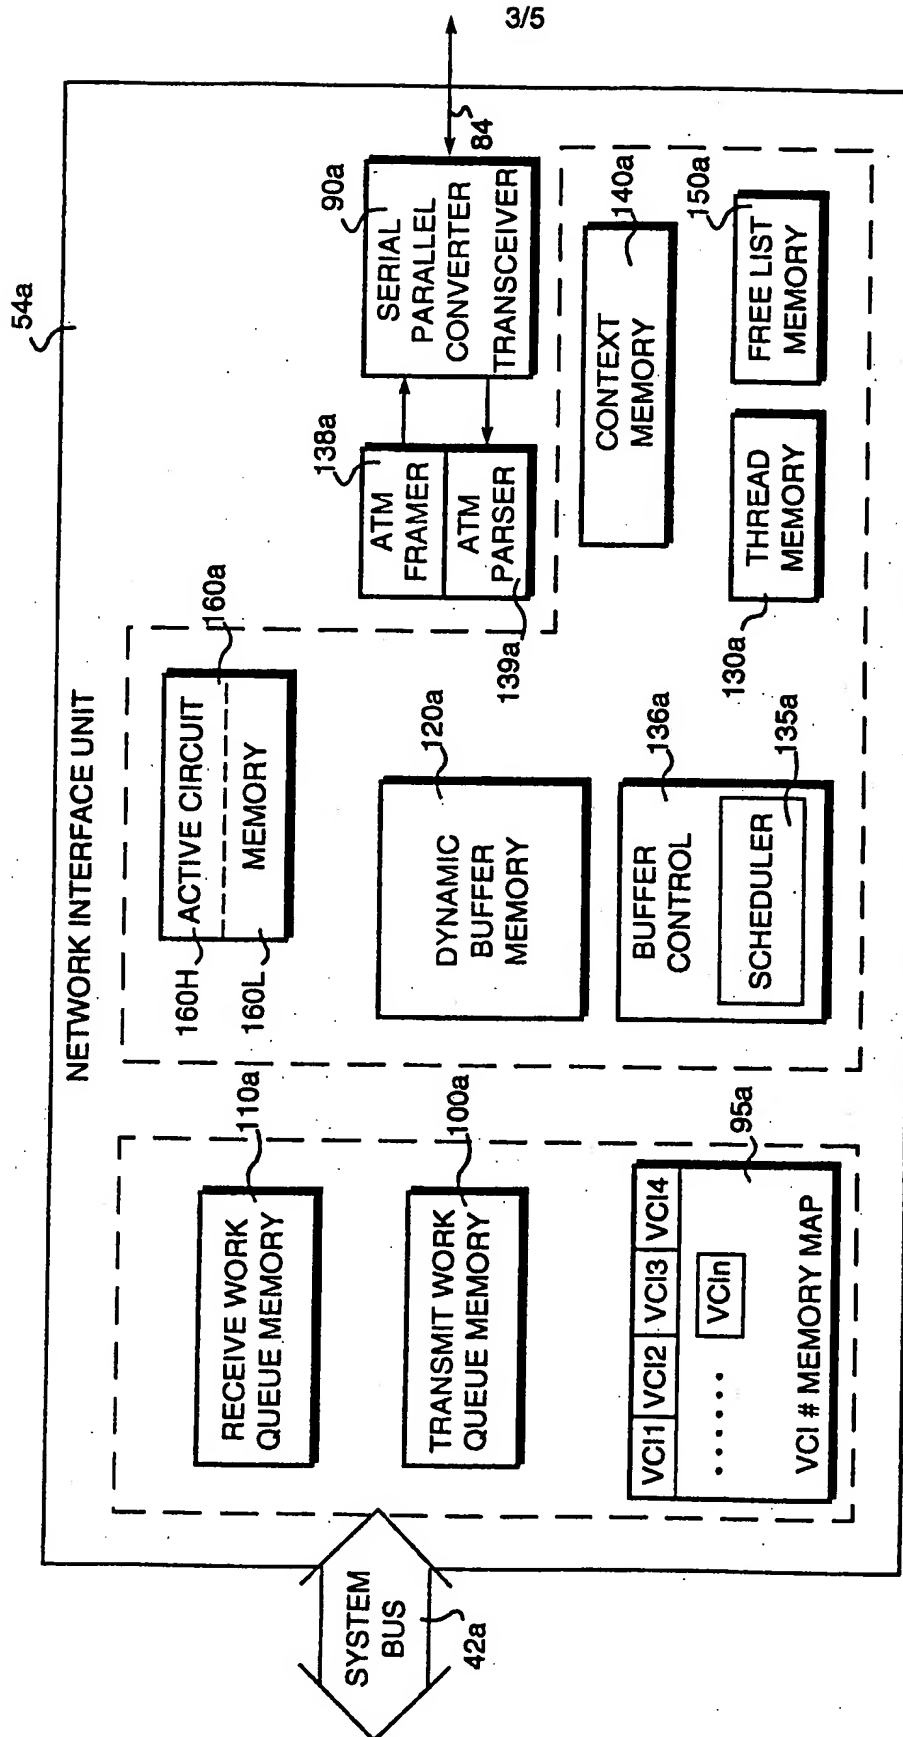 3/5
54a
NETWORK INTERFACE UNIT
SYSTEM
BUS
42a
RECEIVE WORK
QUEUE MEMORY
110a
TRANSMIT WORK
QUEUE MEMORY
100a
VCI1 VCI2 VCI3 VCI4
...... VCIn
VCI # MEMORY MAP
95a
160H
ACTIVE CIRCUIT
160L
MEMORY
160a
DYNAMIC
BUFFER
MEMORY
120a
BUFFER
CONTROL
136a
SCHEDULER
135a
ATM
FRAMER
138a
ATM
PARSER
139a
SERIAL
PARALLEL
CONVERTER
TRANSCEIVER
90a
84
CONTEXT
MEMORY
140a
THREAD
MEMORY
130a
FREE LIST
MEMORY
150a